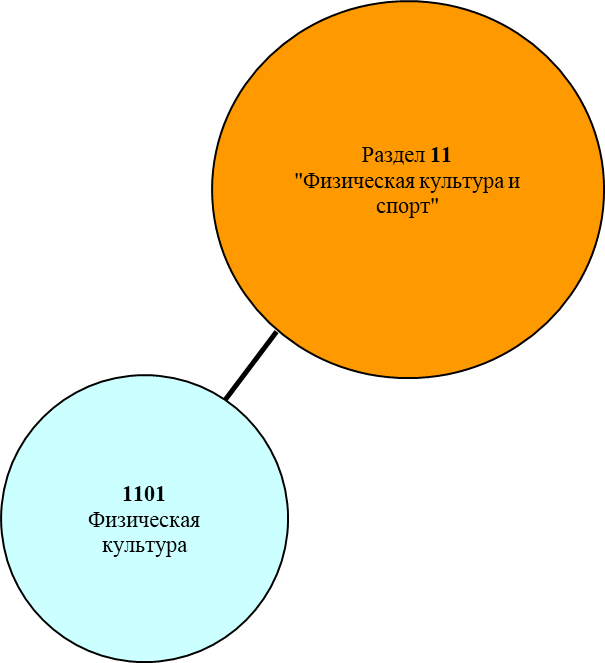 Раздел 11
"Физическая культура и
спорт"
1101
Физическая
культура